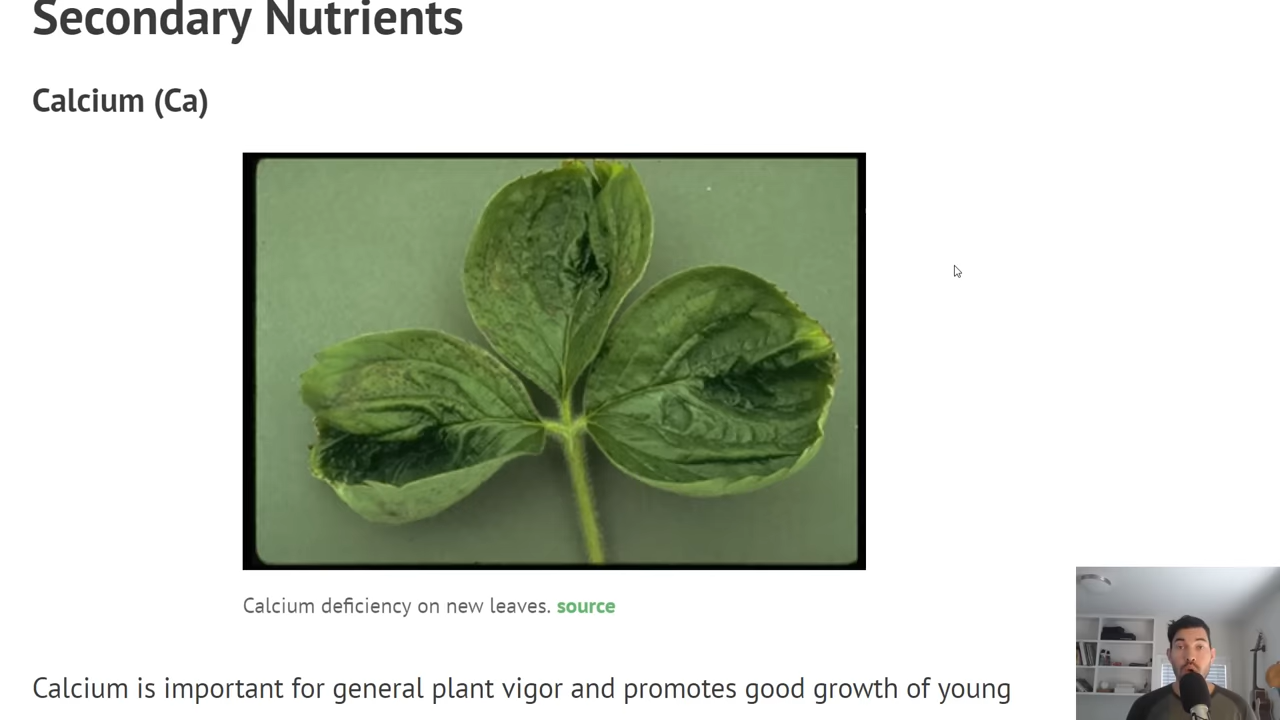 Secondary Nutrients
Calcium (Ca)
Calcium deficiency on new leaves. source
Calcium is important for general plant vigor and promotes good growth of young